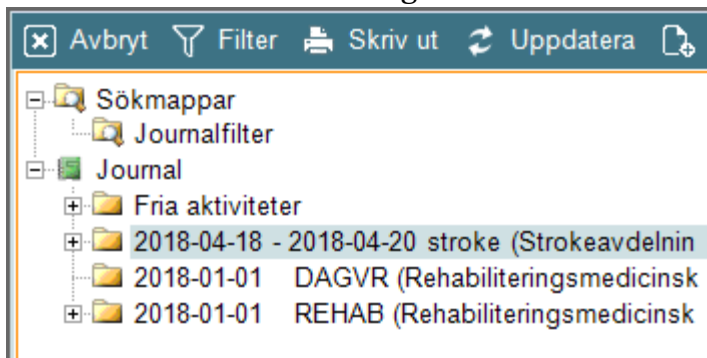 Avbryt Filter Skriv ut Uppdatera
Sökmappar
Journalfilter
Journal
Fria aktiviteter
2018-04-18 - 2018-04-20 stroke (Strokeavdelnin
2018-01-01 DAGVR (Rehabiliteringsmedicinsk
2018-01-01 REHAB (Rehabiliteringsmedicinsk